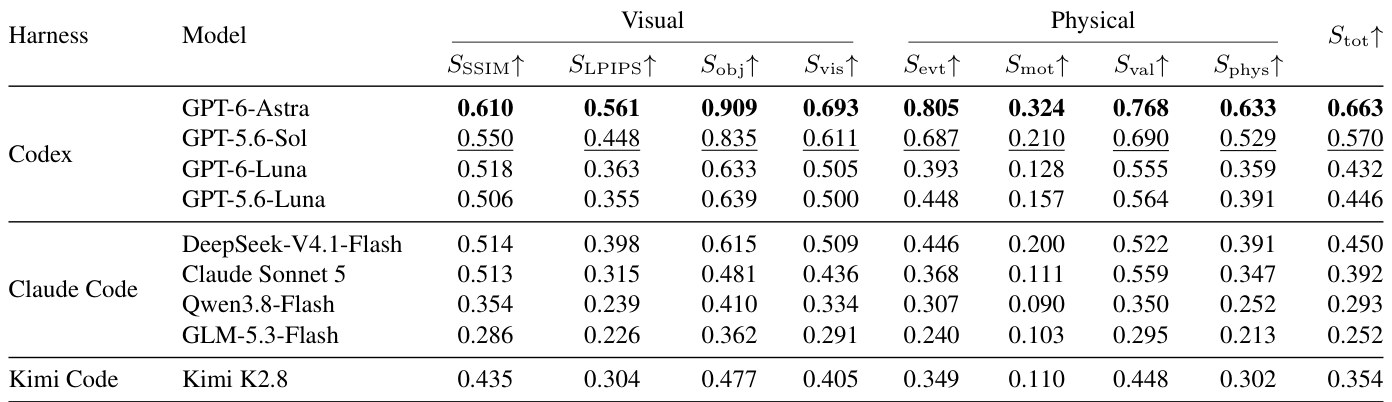 Harness Model Visual Physical S_tot↑
S_SSIM↑ S_LPIPS↑ S_obj↑ S_vis↑ S_evt↑ S_mot↑ S_val↑ S_phys↑
Codex
GPT-6-Astra 0.610 0.561 0.909 0.693 0.805 0.324 0.768 0.633 0.663
GPT-5.6-Sol 0.550 0.448 0.835 0.611 0.687 0.210 0.690 0.529 0.570
GPT-6-Luna 0.518 0.363 0.633 0.505 0.393 0.128 0.555 0.359 0.432
GPT-5.6-Luna 0.506 0.355 0.639 0.500 0.448 0.157 0.564 0.391 0.446
Claude Code
DeepSeek-V4.1-Flash 0.514 0.398 0.615 0.509 0.446 0.200 0.522 0.391 0.450
Claude Sonnet 5 0.513 0.315 0.481 0.436 0.368 0.111 0.559 0.347 0.392
Qwen3.8-Flash 0.354 0.239 0.410 0.334 0.307 0.090 0.350 0.252 0.293
GLM-5.3-Flash 0.286 0.226 0.362 0.291 0.240 0.103 0.295 0.213 0.252
Kimi Code Kimi K2.8 0.435 0.304 0.477 0.405 0.349 0.110 0.448 0.302 0.354